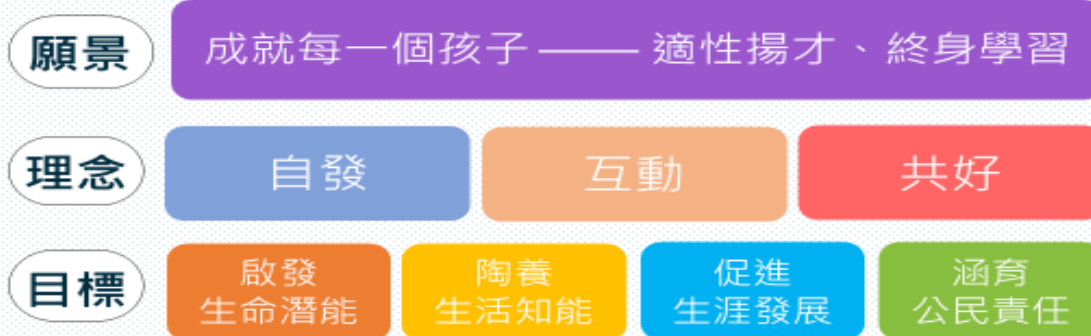 願景
成就每一個孩子 —— 適性揚才、終身學習
理念
自發
互動
共好
目標
啟發
生命潛能
陶養
生活知能
促進
生涯發展
涵育
公民責任